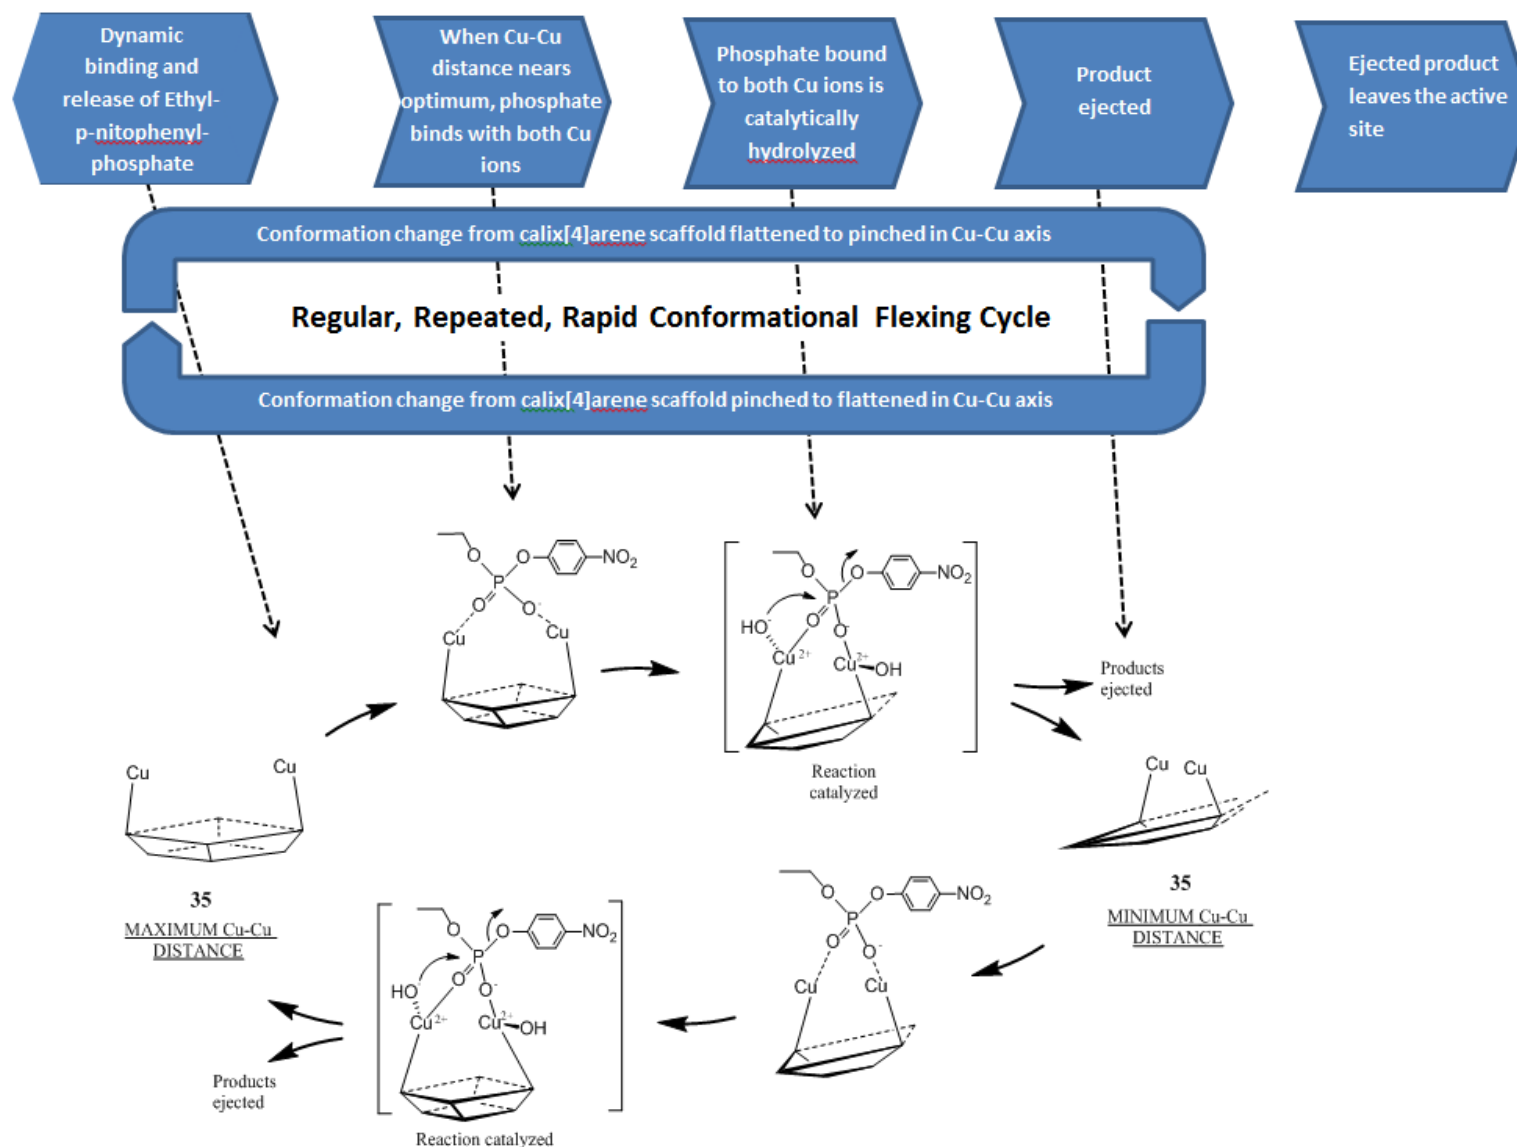 Dynamic
binding and
release of Ethyl-
p-nitophenyl-
phosphate
When Cu-Cu
distance nears
optimum, phosphate
binds with both Cu
ions
Phosphate bound
to both Cu ions is
catalytically
hydrolyzed
Product
ejected
Ejected product
leaves the active
site
Conformation change from calix[4]arene scaffold flattened to pinched in Cu-Cu axis
Regular, Repeated, Rapid Conformational Flexing Cycle
Conformation change from calix[4]arene scaffold pinched to flattened in Cu-Cu axis
O
O
NO2
P
O
O-
Cu
Cu
O
O
NO2
P
HO-
O
O-
Cu2+
Cu2+
OH
Reaction
catalyzed
Products
ejected
Cu
Cu
35
MAXIMUM Cu-Cu
DISTANCE
Cu
Cu
35
MINIMUM Cu-Cu
DISTANCE
O
O
NO2
P
O
O-
Cu
Cu
O
O
NO2
P
HO-
O
O-
Cu2+
Cu2+
OH
Reaction catalyzed
Products
ejected